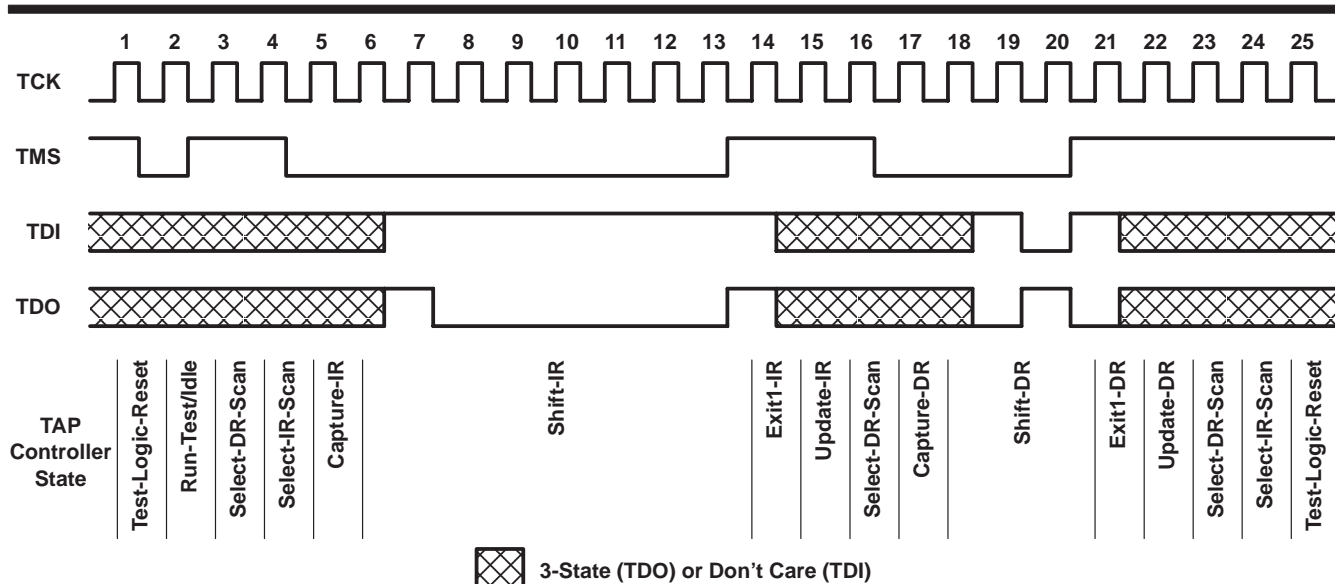 1 2 3 4 5 6 7 8 9 10 11 12 13 14 15 16 17 18 19 20 21 22 23 24 25
TCK
TMS
TDI
TDO
TAP
Controller
State
Test-Logic-Reset
Run-Test/Idle
Select-DR-Scan
Select-IR-Scan
Capture-IR
Shift-IR
Exit1-IR
Update-IR
Select-DR-Scan
Capture-DR
Shift-DR
Exit1-DR
Update-DR
Select-DR-Scan
Select-IR-Scan
Test-Logic-Reset
3-State (TDO) or Don't Care (TDI)